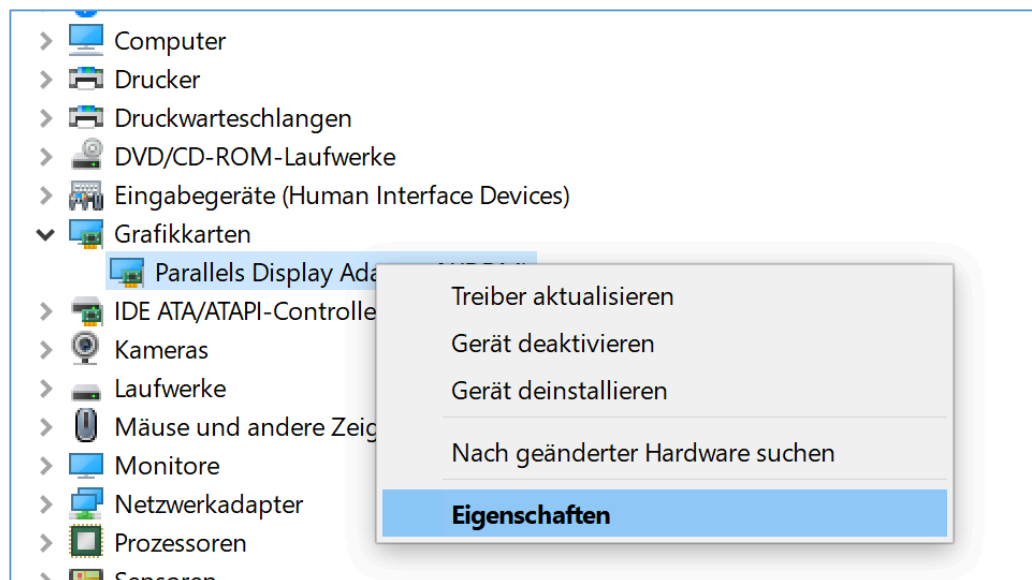 Computer
Drucker
Druckwarteschlangen
DVD/CD-ROM-Laufwerke
Eingabegeräte (Human Interface Devices)
Grafikkarten
Parallels Display
IDE ATA/ATAPI-Controlle
Kameras
Laufwerke
Mäuse und andere Zeig
Monitore
Netzwerkadapter
Prozessoren
Sensoren
Treiber aktualisieren
Gerät deaktivieren
Gerät deinstallieren
Nach geänderter Hardware suchen
Eigenschaften